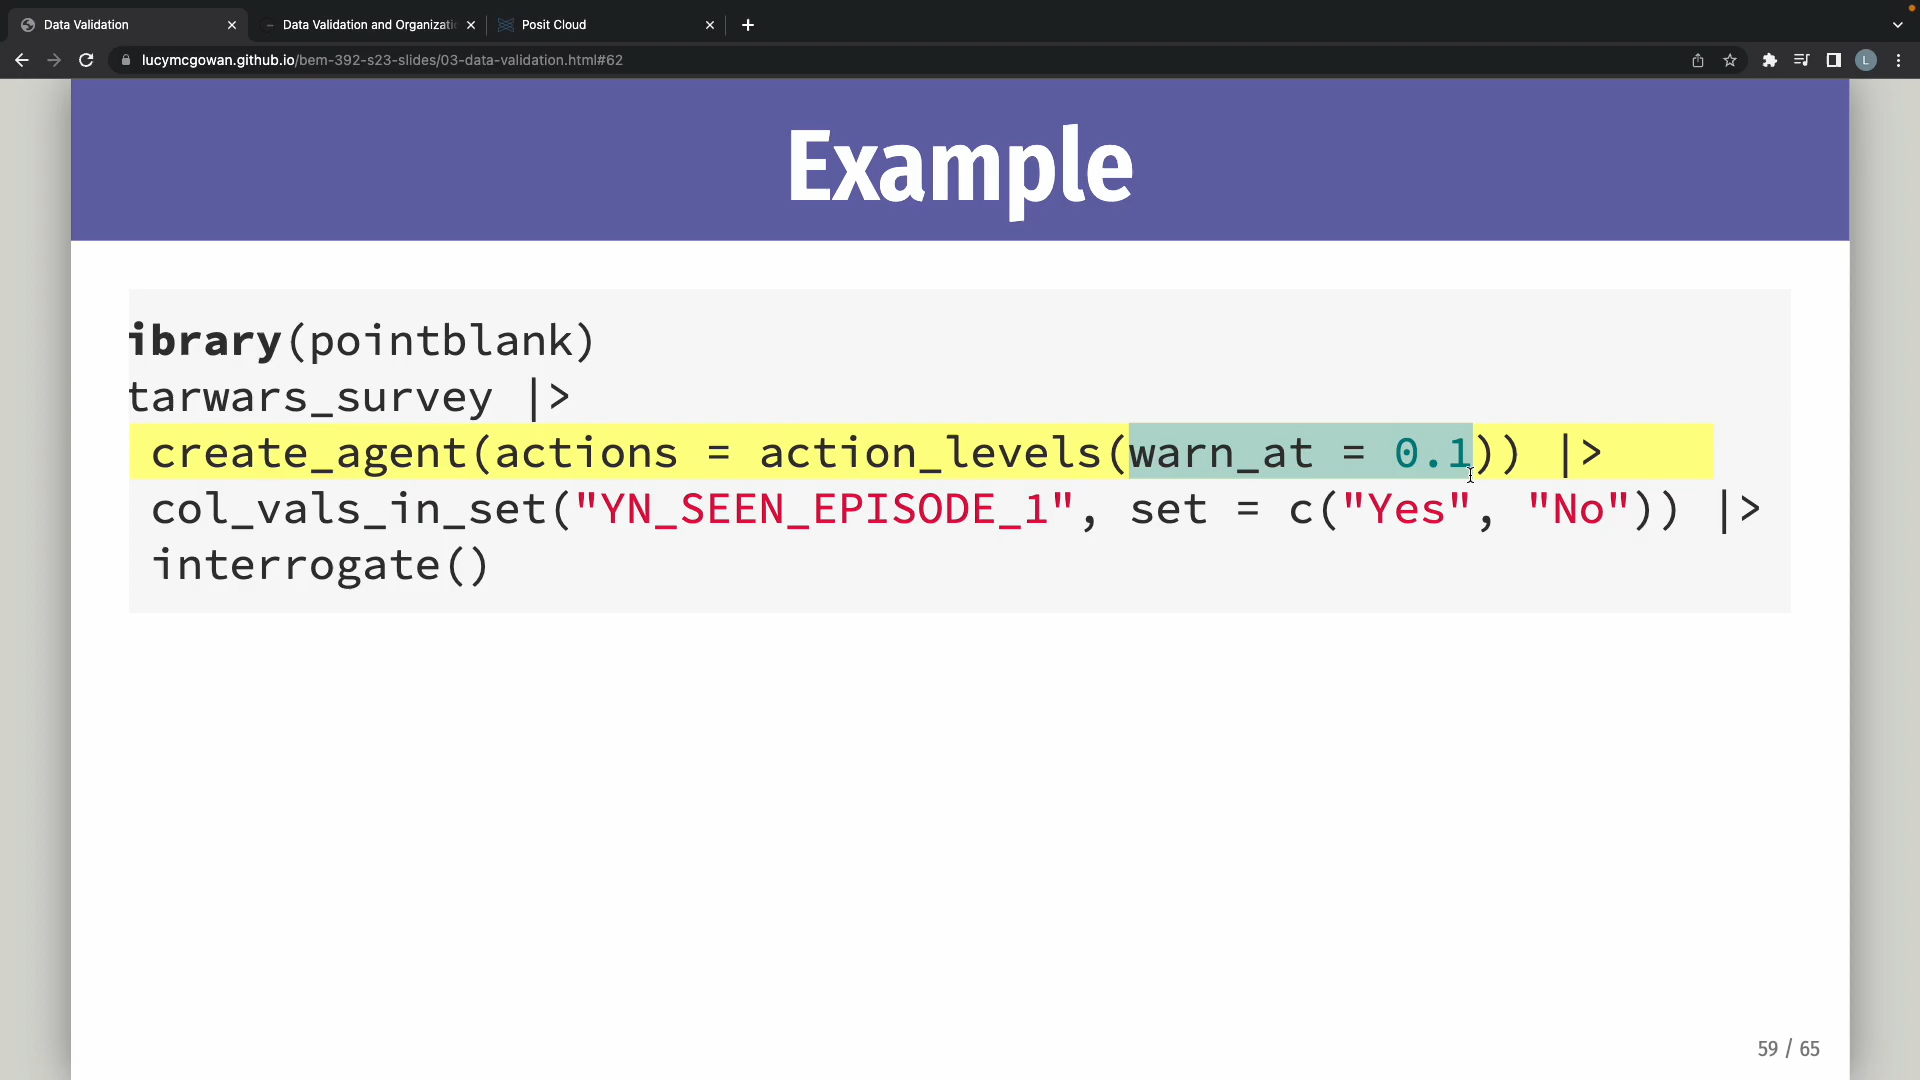 Data Validation
Data Validation and Organizati
Posit Cloud
lucymcgowan.github.io/bem-392-s23-slides/03-data-validation.html#62
L
Example
ibrary(pointblank)
tarwars_survey |>
create_agent(actions = action_levels(warn_at = 0.1)) |>
col_vals_in_set("YN_SEEN_EPISODE_1", set = c("Yes", "No")) |>
interrogate()
59 / 65